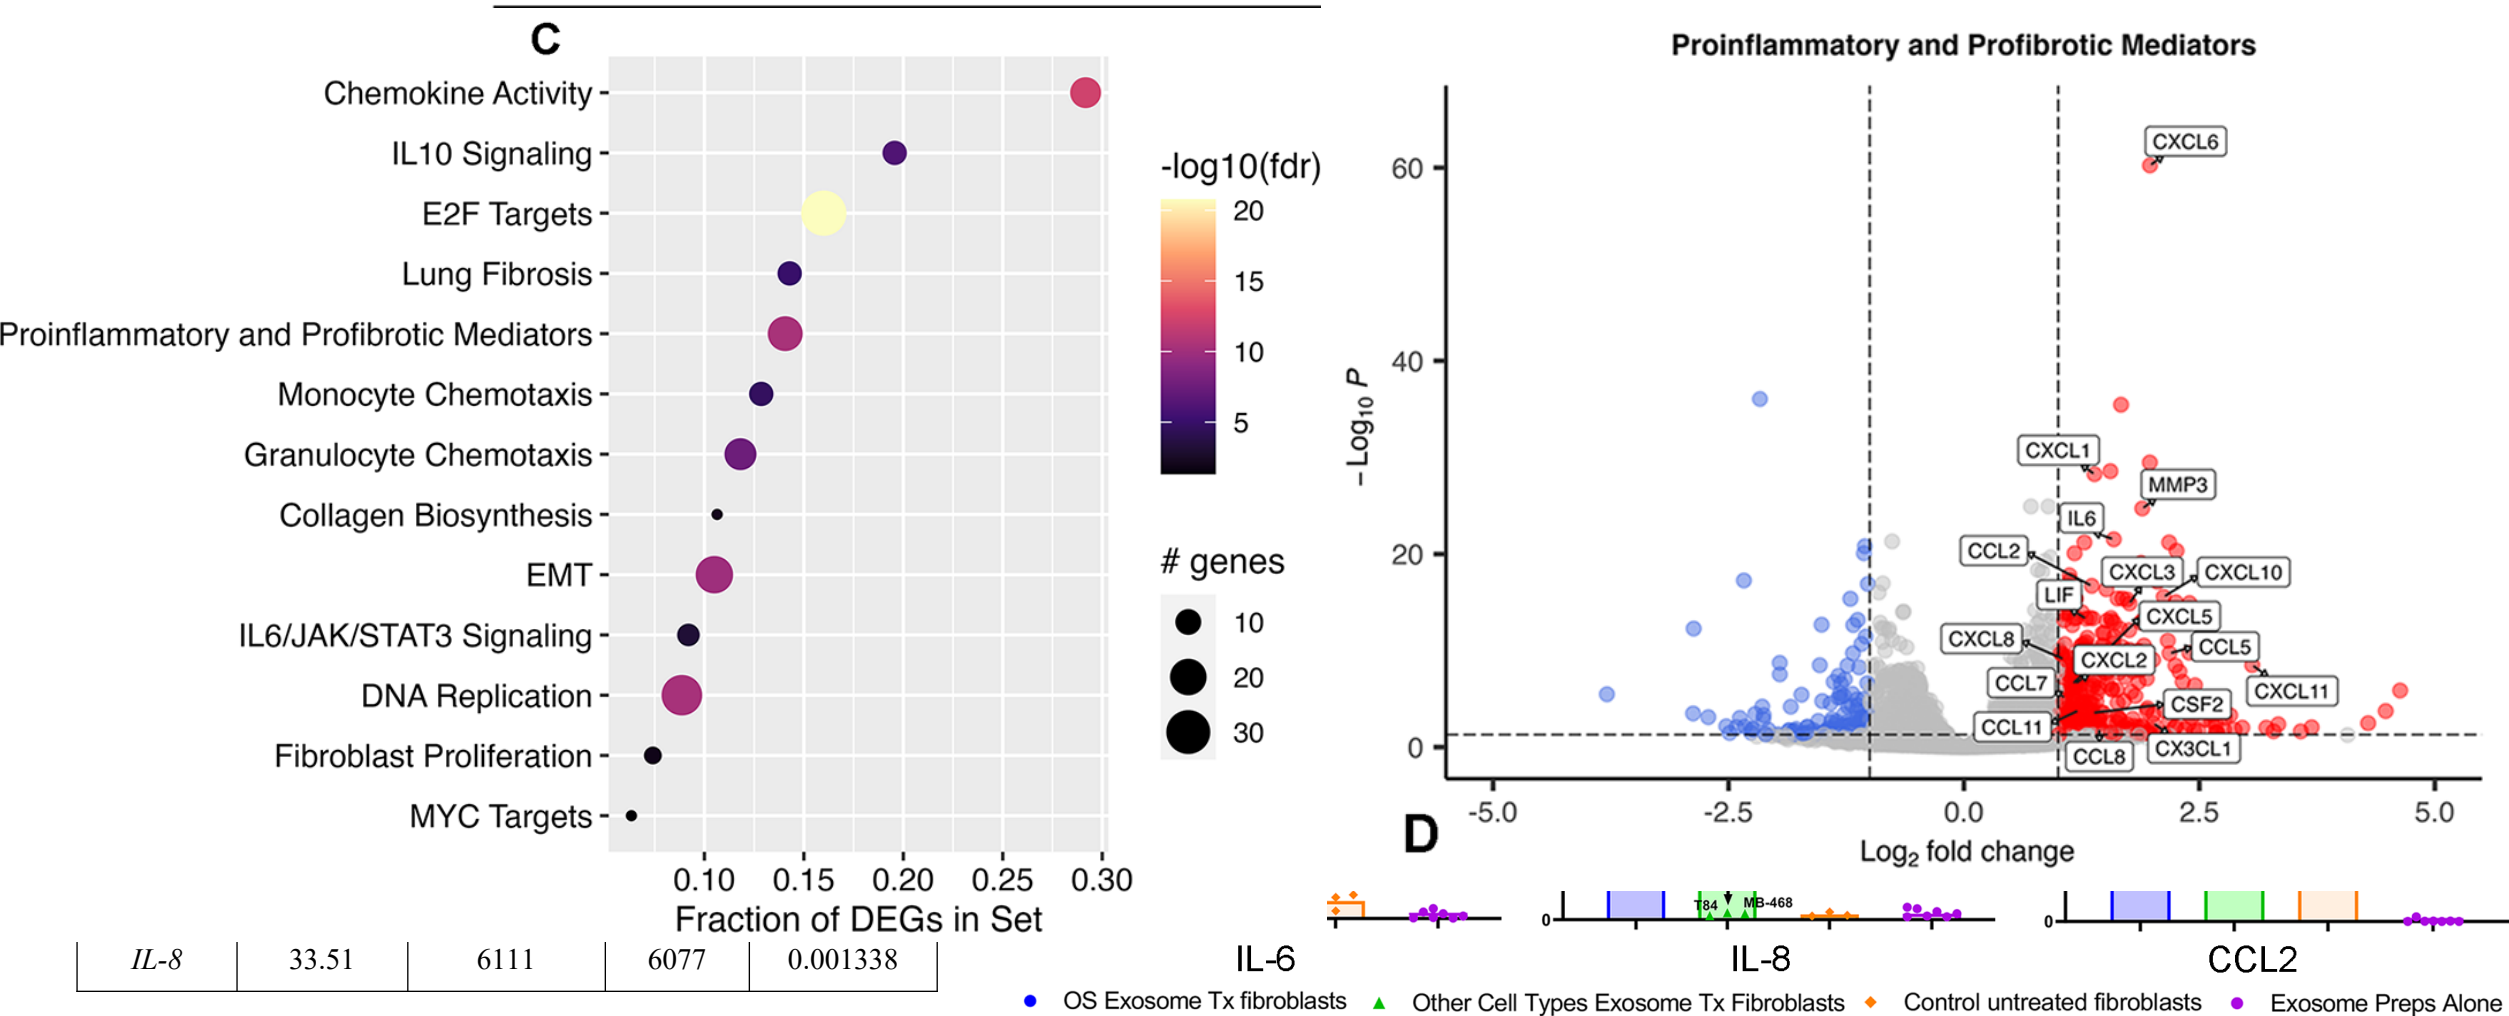 C
Chemokine Activity
IL10 Signaling
E2F Targets
Lung Fibrosis
Proinflammatory and Profibrotic Mediators
Monocyte Chemotaxis
Granulocyte Chemotaxis
Collagen Biosynthesis
EMT
IL6/JAK/STAT3 Signaling
DNA Replication
Fibroblast Proliferation
MYC Targets
0.10 0.15 0.20 0.25 0.30
Fraction of DEGs in Set
-log10(fdr)
20
15
10
5
# genes
10
20
30
Proinflammatory and Profibrotic Mediators
60
40
20
0
−Log10 P
CXCL6
CXCL1
MMP3
IL6
CCL2
CXCL3
CXCL10
LIF
CXCL5
CXCL8
CCL5
CXCL2
CCL7
CXCL11
CSF2
CCL11
CX3CL1
CCL8
-5.0 -2.5 0.0 2.5 5.0
Log2 fold change
D
T84 MB-468
0
0
IL-8 33.51 6111 6077 0.001338
IL-6 IL-8 CCL2
OS Exosome Tx fibroblasts Other Cell Types Exosome Tx Fibroblasts Control untreated fibroblasts Exosome Preps Alone